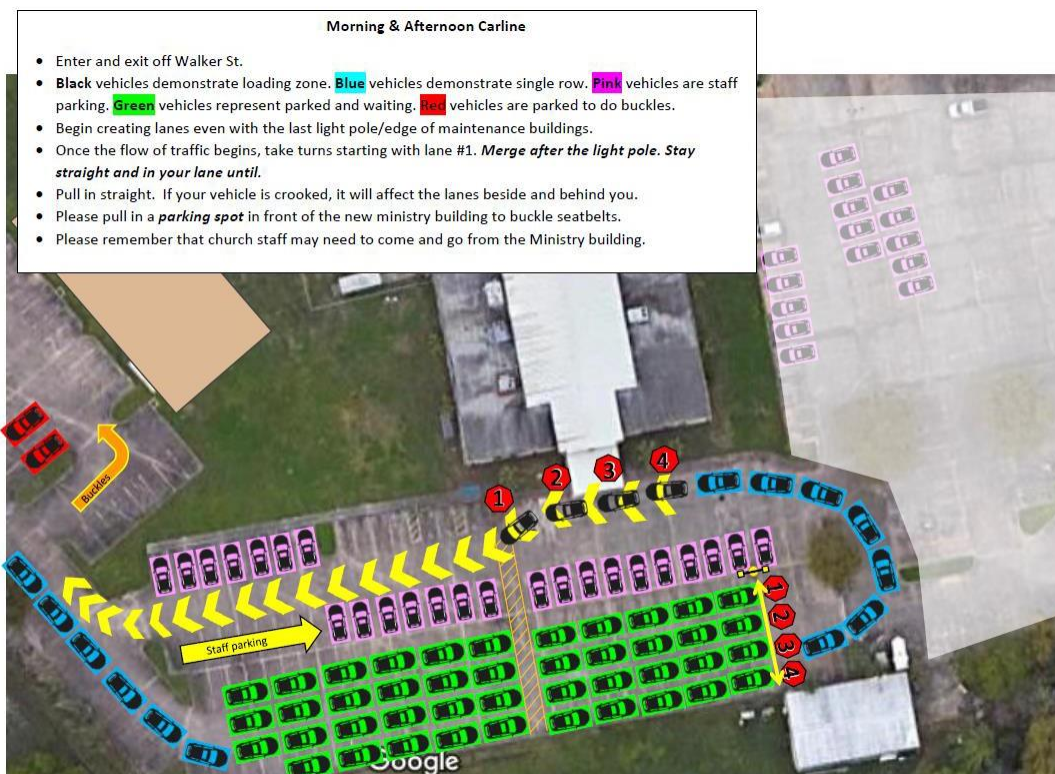 Morning & Afternoon Carline
• Enter and exit off Walker St.
• Black vehicles demonstrate loading zone. Blue vehicles demonstrate single row. Pink vehicles are staff
parking. Green vehicles represent parked and waiting. Red vehicles are parked to do buckles.
• Begin creating lanes even with the last light pole/edge of maintenance buildings.
• Once the flow of traffic begins, take turns starting with lane #1. Merge after the light pole. Stay
straight and in your lane until.
• Pull in straight. If your vehicle is crooked, it will affect the lanes beside and behind you.
• Please pull in a parking spot in front of the new ministry building to buckle seatbelts.
• Please remember that church staff may need to come and go from the Ministry building.
Buckles
1
2
3
4
Staff parking
1
2
3
4
Google